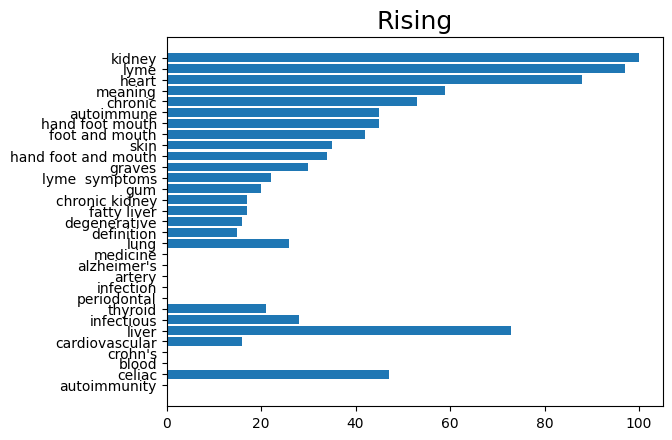 Rising
kidney
lyme
heart
meaning
chronic
autoimmune
hand foot mouth
foot and mouth
skin
hand foot and mouth
graves
lyme  symptoms
gum
chronic kidney
fatty liver
degenerative
definition
lung
medicine
alzheimer's
artery
infection
periodontal
thyroid
infectious
liver
cardiovascular
crohn's
blood
celiac
autoimmunity
0 20 40 60 80 100